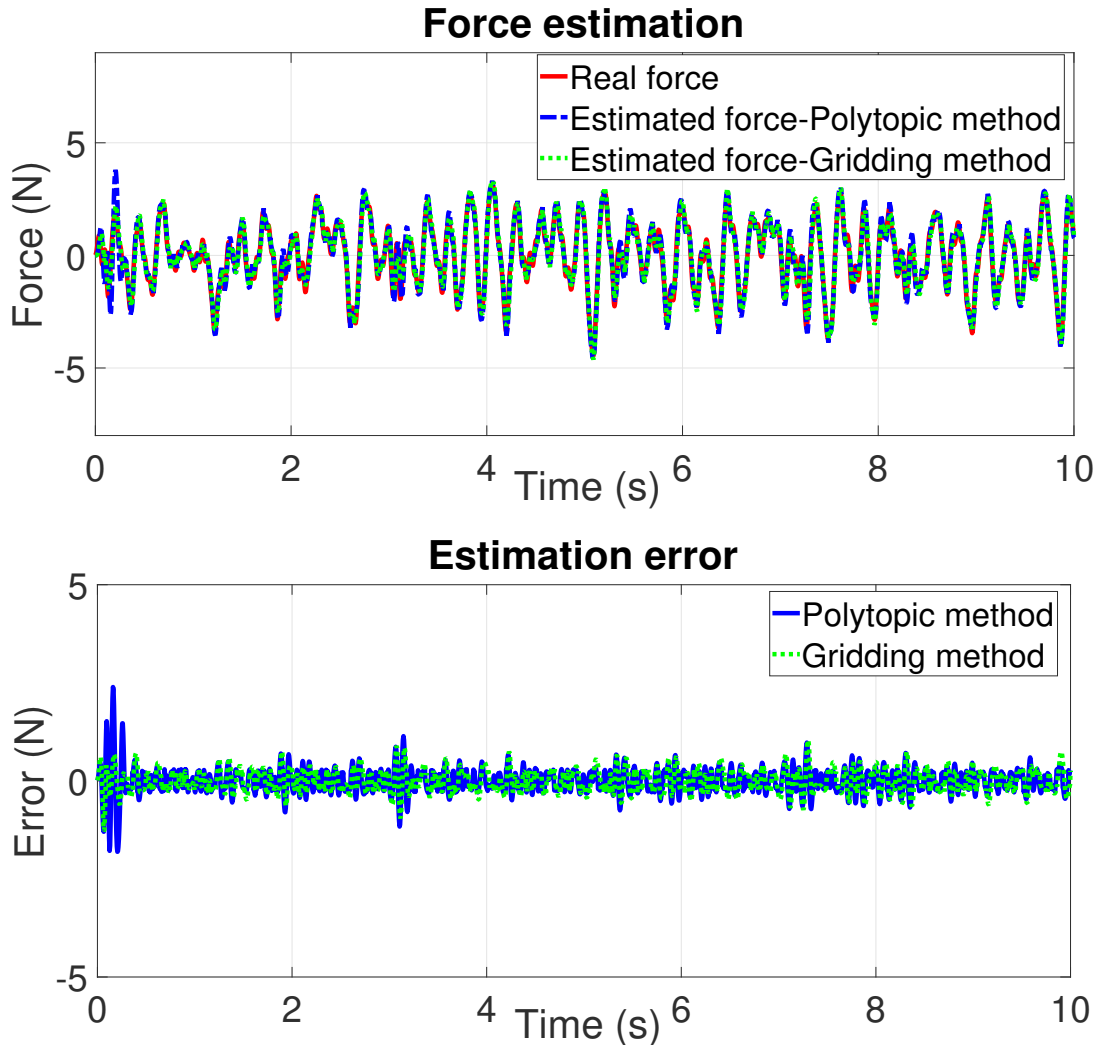 Force estimation
Real force
Estimated force-Polytopic method
Estimated force-Gridding method
Force (N)
5
0
-5
0 2 4 6 8 10
Time (s)
Estimation error
Polytopic method
Gridding method
Error (N)
5
0
-5
0 2 4 6 8 10
Time (s)